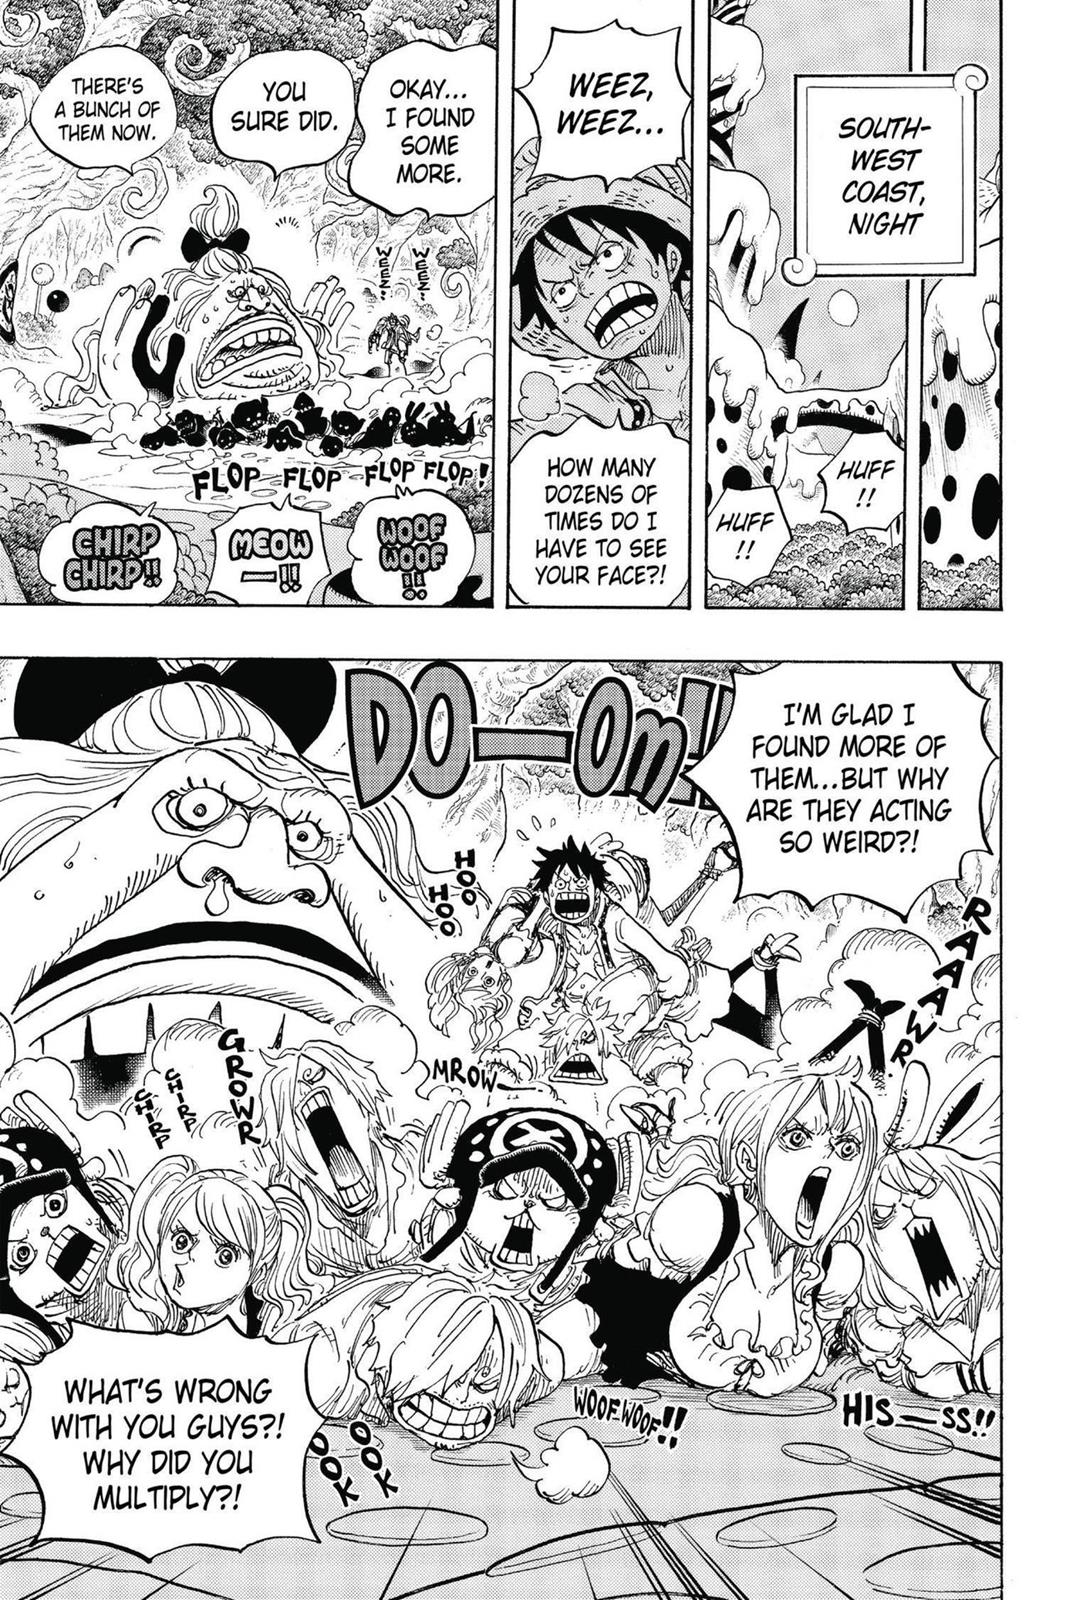 SOUTH-
WEST
COAST,
NIGHT
HUFF
!!
HUFF
!!
WEEZ,
WEEZ...
HOW MANY
DOZENS OF
TIMES DO I
HAVE TO SEE
YOUR FACE?!
OKAY...
I FOUND
SOME
MORE.
YOU
SURE DID.
THERE'S
A BUNCH OF
THEM NOW.
WEEZ,
WEEZ,
FLOP FLOP FLOP FLOP!
WOOF
WOOF
!!
MEOW
—!!
CHIRP
CHIRP!!
I'M GLAD I
FOUND MORE OF
THEM...BUT WHY
ARE THEY ACTING
SO WEIRD?!
DO—OM!!
HOO
HOO
RAAAWR
MROW—
GROWR
CHIRP
CHIRP
WHAT'S WRONG
WITH YOU GUYS?!
WHY DID YOU
MULTIPLY?!
OOK
OOK
WOOF WOOF!!
HIS—SS!!